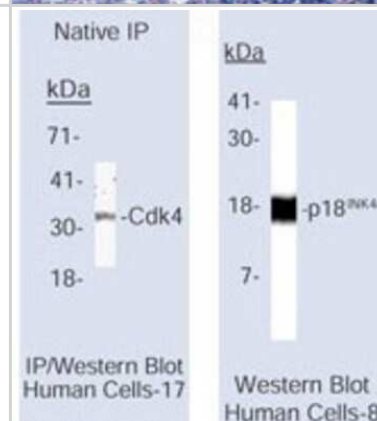 Native IP
kDa
71-
41-
30-
18-
-Cdk4
IP/Western Blot
Human Cells-17
kDa
41-
30-
18-
7-
-p18INK4
Western Blot
Human Cells-8